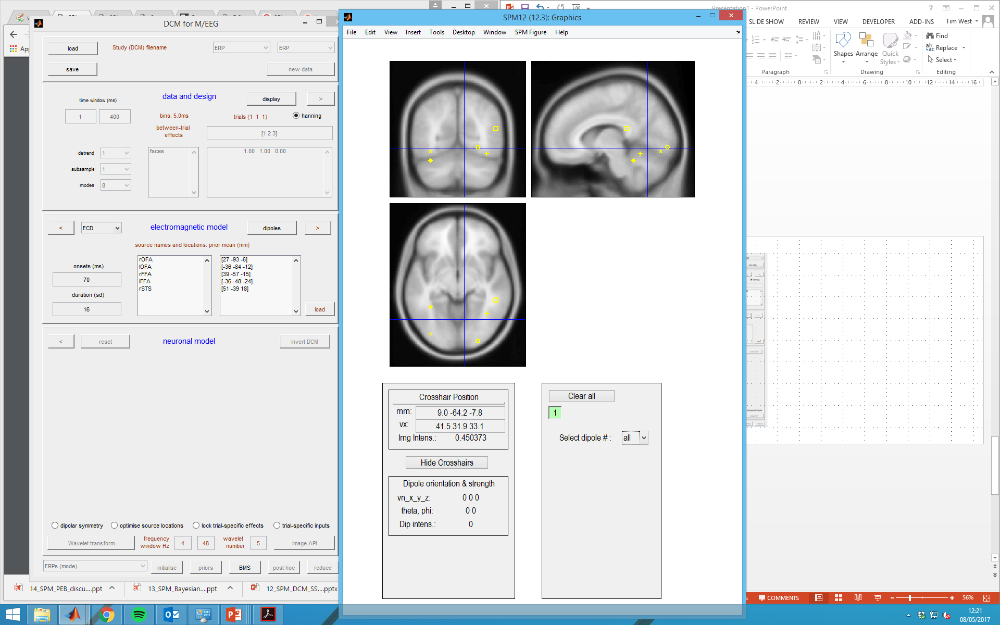 DCM for M/EEG
load
Study (DCM) filename
ERP
ERP
save
new data
time window (ms)
data and design
display
>
1
400
bins: 5.0ms
trials (1 1 1)
hanning
between-trial
effects
[1 2 3]
detrend
1
faces
1.00 1.00 0.00
subsample
1
modes
8
<
ECD
electromagnetic model
dipoles
>
source names and locations: prior mean (mm)
onsets (ms)
70
duration (sd)
16
rOFA
lOFA
rFFA
lFFA
rSTS
[27 -93 -6]
[-36 -84 -12]
[39 -57 -15]
[-36 -48 -24]
[51 -39 18]
load
<
reset
neuronal model
invert DCM
dipolar symmetry
optimise source locations
lock trial-specific effects
trial-specific inputs
Wavelet transform
frequency
window Hz
4
48
wavelet
number
5
image API
ERPs (mode)
initialise
priors
BMS
post hoc
reduce
14_SPM_PEB_discu....ppt
13_SPM_Bayesian....ppt
12_SPM_DCM_SS....pptx
SPM12 (12.3): Graphics
File Edit View Insert Tools Desktop Window SPM Figure Help
Crosshair Position
mm: 9.0 -64.2 -7.8
vx: 41.5 31.9 33.1
Img Intens.: 0.450373
Hide Crosshairs
Dipole orientation & strength
vn_x_y_z: 0 0 0
theta, phi: 0 0
Dip intens.: 0
Clear all
1
Select dipole # : all
Presentation1 - PowerPoint
SLIDE SHOW REVIEW VIEW DEVELOPER ADD-INS Tim West
Shapes Arrange Quick
Styles
Find
Replace
Select
Paragraph
Drawing
Editing
4 2 0 2 4 6 8 10 12 14 16
COMMENTS
56%
12:21
08/05/2017